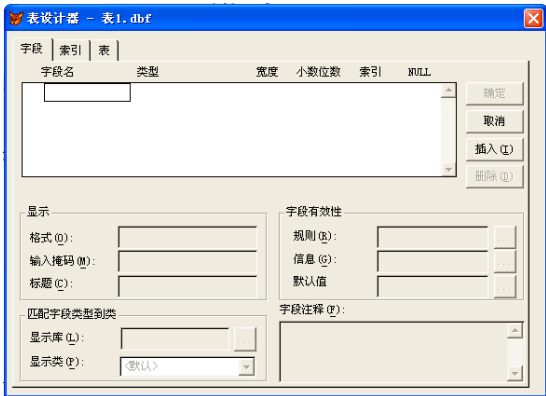 表设计器 - 表1.dbf
字段 索引 表
字段名 类型 宽度 小数位数 索引 NULL
确定
取消
插入(I)
删除(D)
显示
格式(O):
输入掩码(M):
标题(C):
字段有效性
规则(R):
信息(G):
默认值
匹配字段类型到类
显示库(L):
显示类(P): <默认>
字段注释(F):